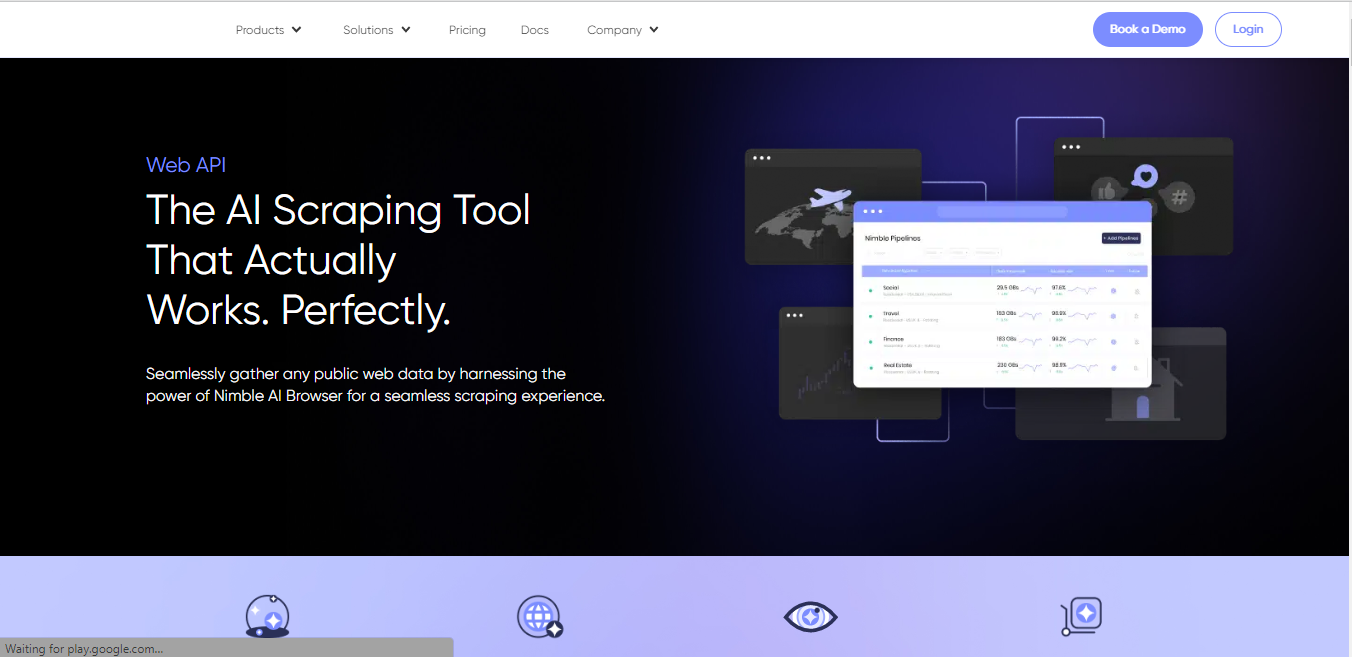 Products
Solutions
Pricing
Docs
Company
Book a Demo
Login
Web API
The AI Scraping Tool
That Actually
Works. Perfectly.
Seamlessly gather any public web data by harnessing the
power of Nimble AI Browser for a seamless scraping experience.
#
Nimble Pipelines
+ Add Pipelines
Social
29.5 GBs
97.6%
Travel
193 GBs
98.9%
Finance
183 GBs
99.2%
Real Estate
230 GBs
98.9%
Waiting for play.google.com...